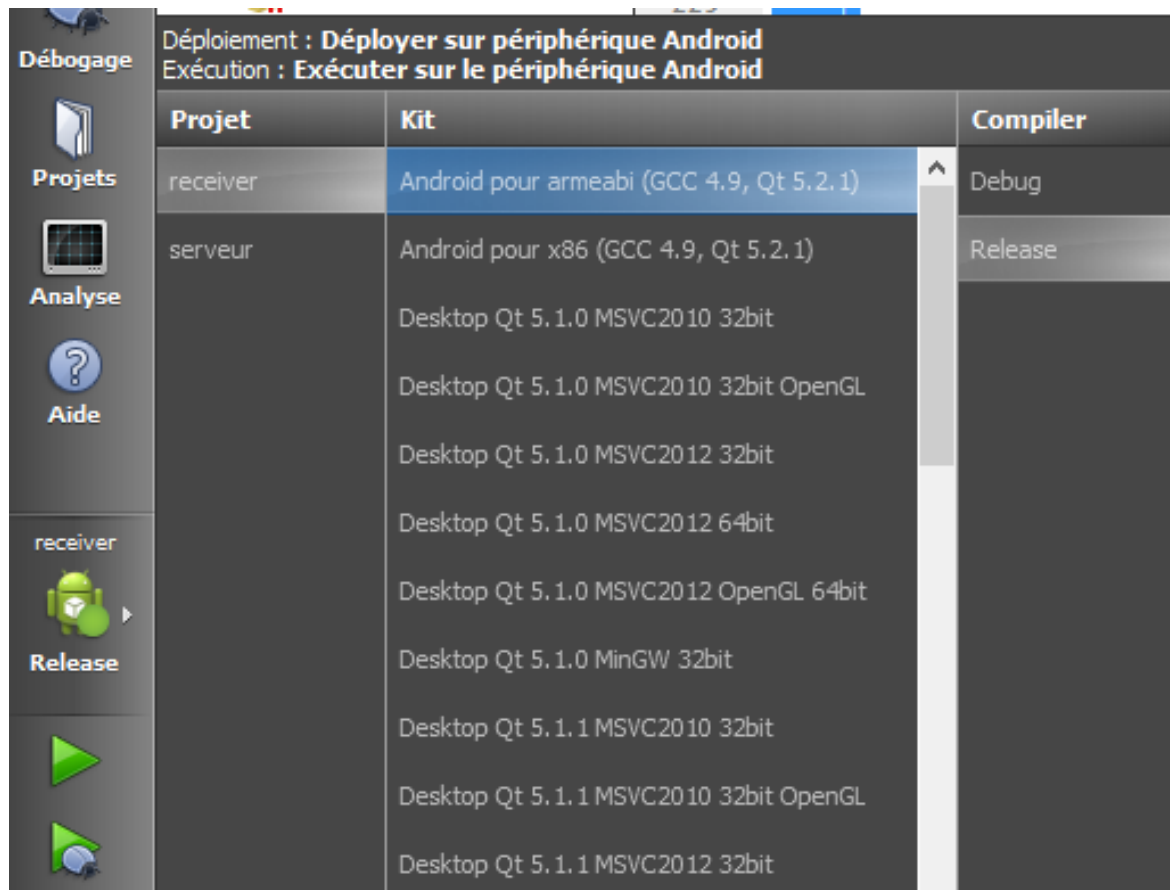 Débogage
Projets
Analyse
Aide
receiver
Release
Déploiement : Déployer sur périphérique Android
Exécution : Exécuter sur le périphérique Android
Projet
receiver
serveur
Kit
Android pour armeabi (GCC 4.9, Qt 5.2.1)
Android pour x86 (GCC 4.9, Qt 5.2.1)
Desktop Qt 5.1.0 MSVC2010 32bit
Desktop Qt 5.1.0 MSVC2010 32bit OpenGL
Desktop Qt 5.1.0 MSVC2012 32bit
Desktop Qt 5.1.0 MSVC2012 64bit
Desktop Qt 5.1.0 MSVC2012 OpenGL 64bit
Desktop Qt 5.1.0 MinGW 32bit
Desktop Qt 5.1.1 MSVC2010 32bit
Desktop Qt 5.1.1 MSVC2010 32bit OpenGL
Desktop Qt 5.1.1 MSVC2012 32bit
Compiler
Debug
Release